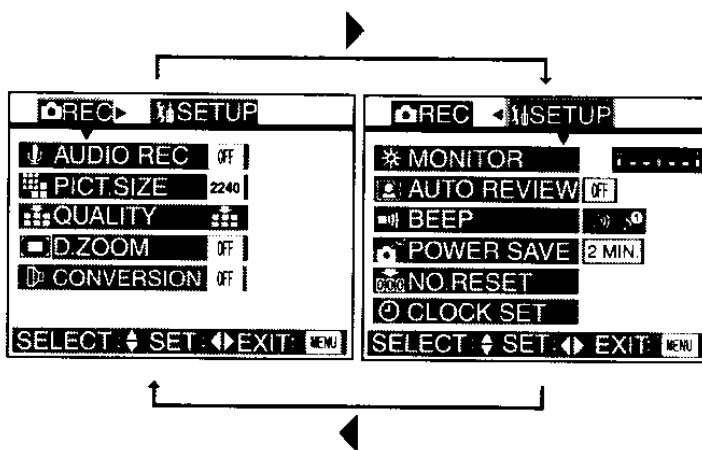 REC SETUP
AUDIO REC OFF
PICT.SIZE 2240
QUALITY
D.ZOOM OFF
CONVERSION OFF
SELECT SET EXIT MENU
REC SETUP
MONITOR
AUTO REVIEW OFF
BEEP
POWER SAVE 2 MIN.
NO.RESET
CLOCK SET
SELECT SET EXIT MENU